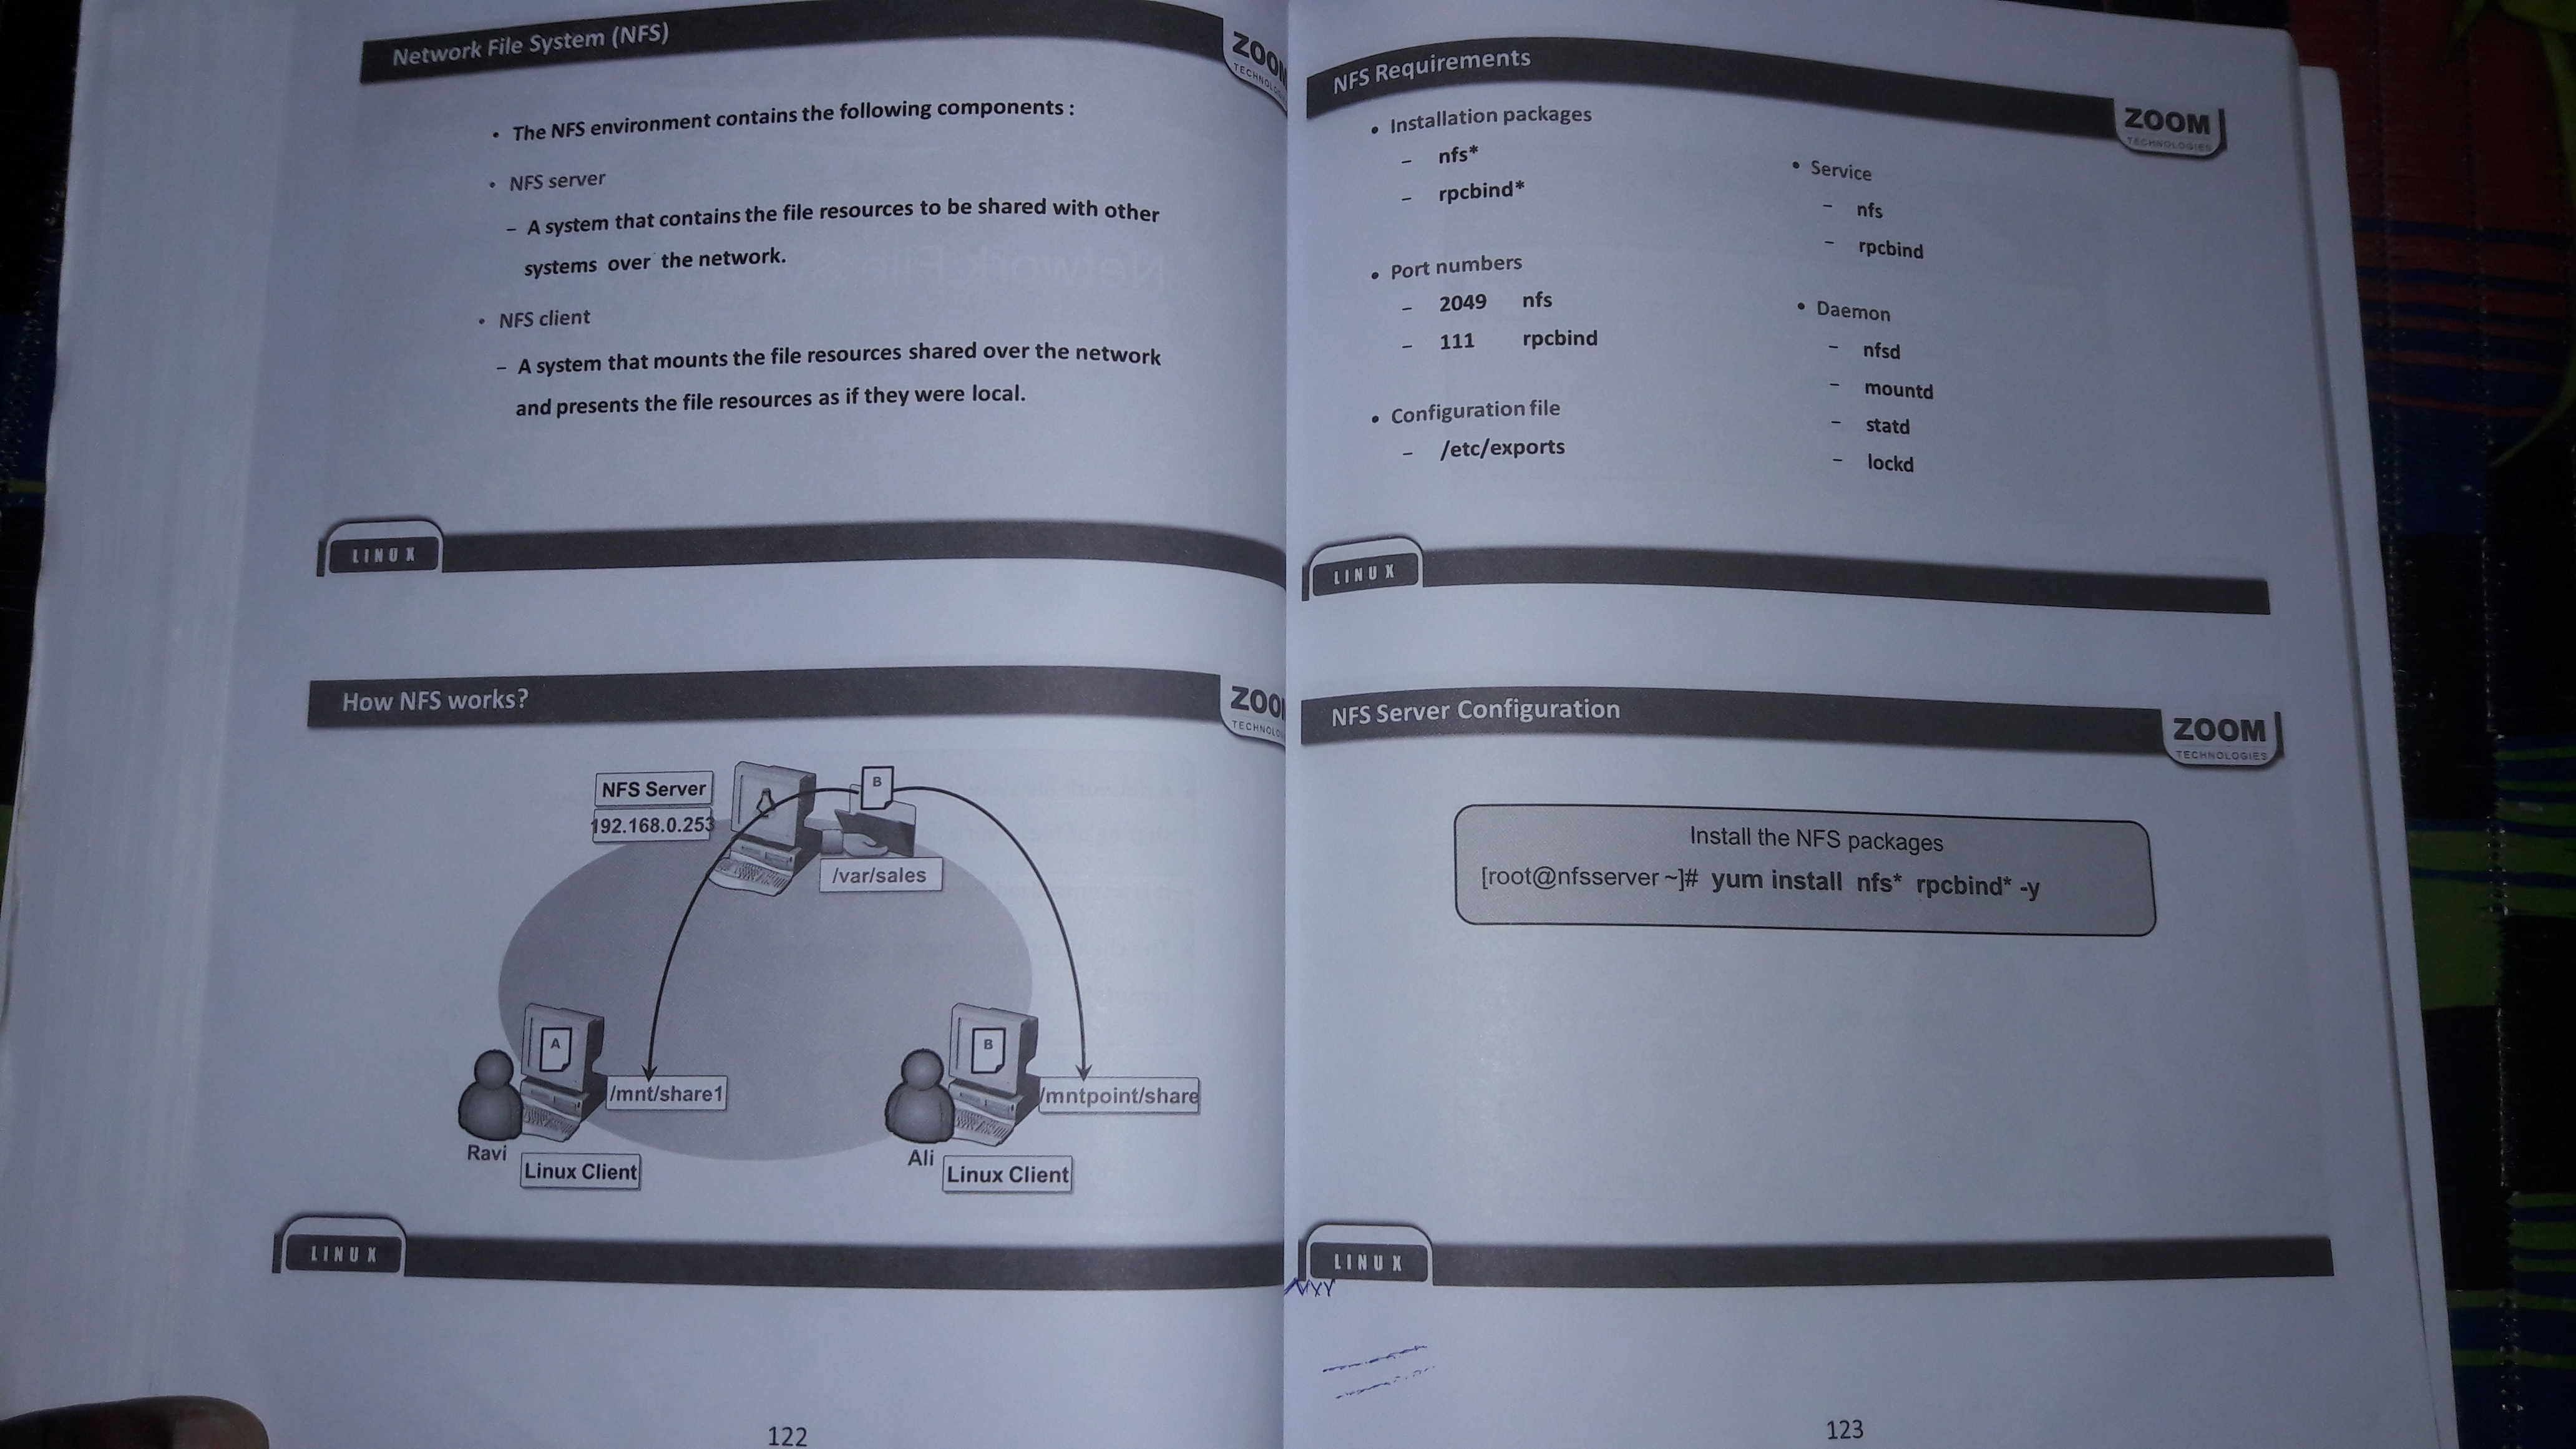 Network File System (NFS)
ZOO
TECHNOLO
• The NFS environment contains the following components :
• NFS server
– A system that contains the file resources to be shared with other
systems over the network.
• NFS client
– A system that mounts the file resources shared over the network
and presents the file resources as if they were local.
LINUX
How NFS works?
ZOO
TECHNOLO
NFS Server
192.168.0.253
B
/var/sales
A
B
/mnt/share1
/mntpoint/share
Ravi
Linux Client
Ali
Linux Client
LINUX
122
NFS Requirements
ZOOM
TECHNOLOGIES
• Installation packages
– nfs*
– rpcbind*
• Port numbers
– 2049 nfs
– 111 rpcbind
• Configuration file
– /etc/exports
• Service
– nfs
– rpcbind
• Daemon
– nfsd
– mountd
– statd
– lockd
LINUX
NFS Server Configuration
ZOOM
TECHNOLOGIES
Install the NFS packages
[root@nfsserver ~]# yum install nfs* rpcbind* -y
LINUX
123